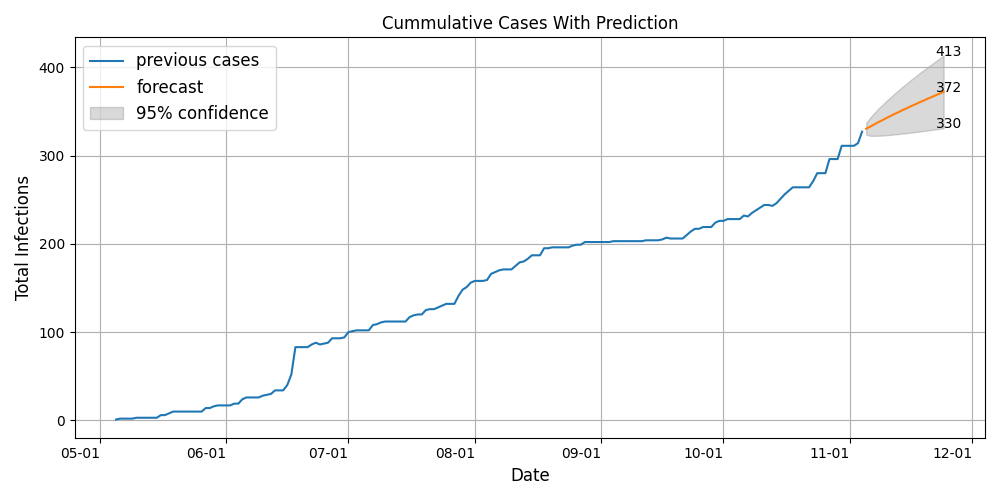 Cummulative Cases With Prediction
previous cases
forecast
95% confidence
413
372
330
400
300
200
100
0
Total Infections
05-01 06-01 07-01 08-01 09-01 10-01 11-01 12-01
Date